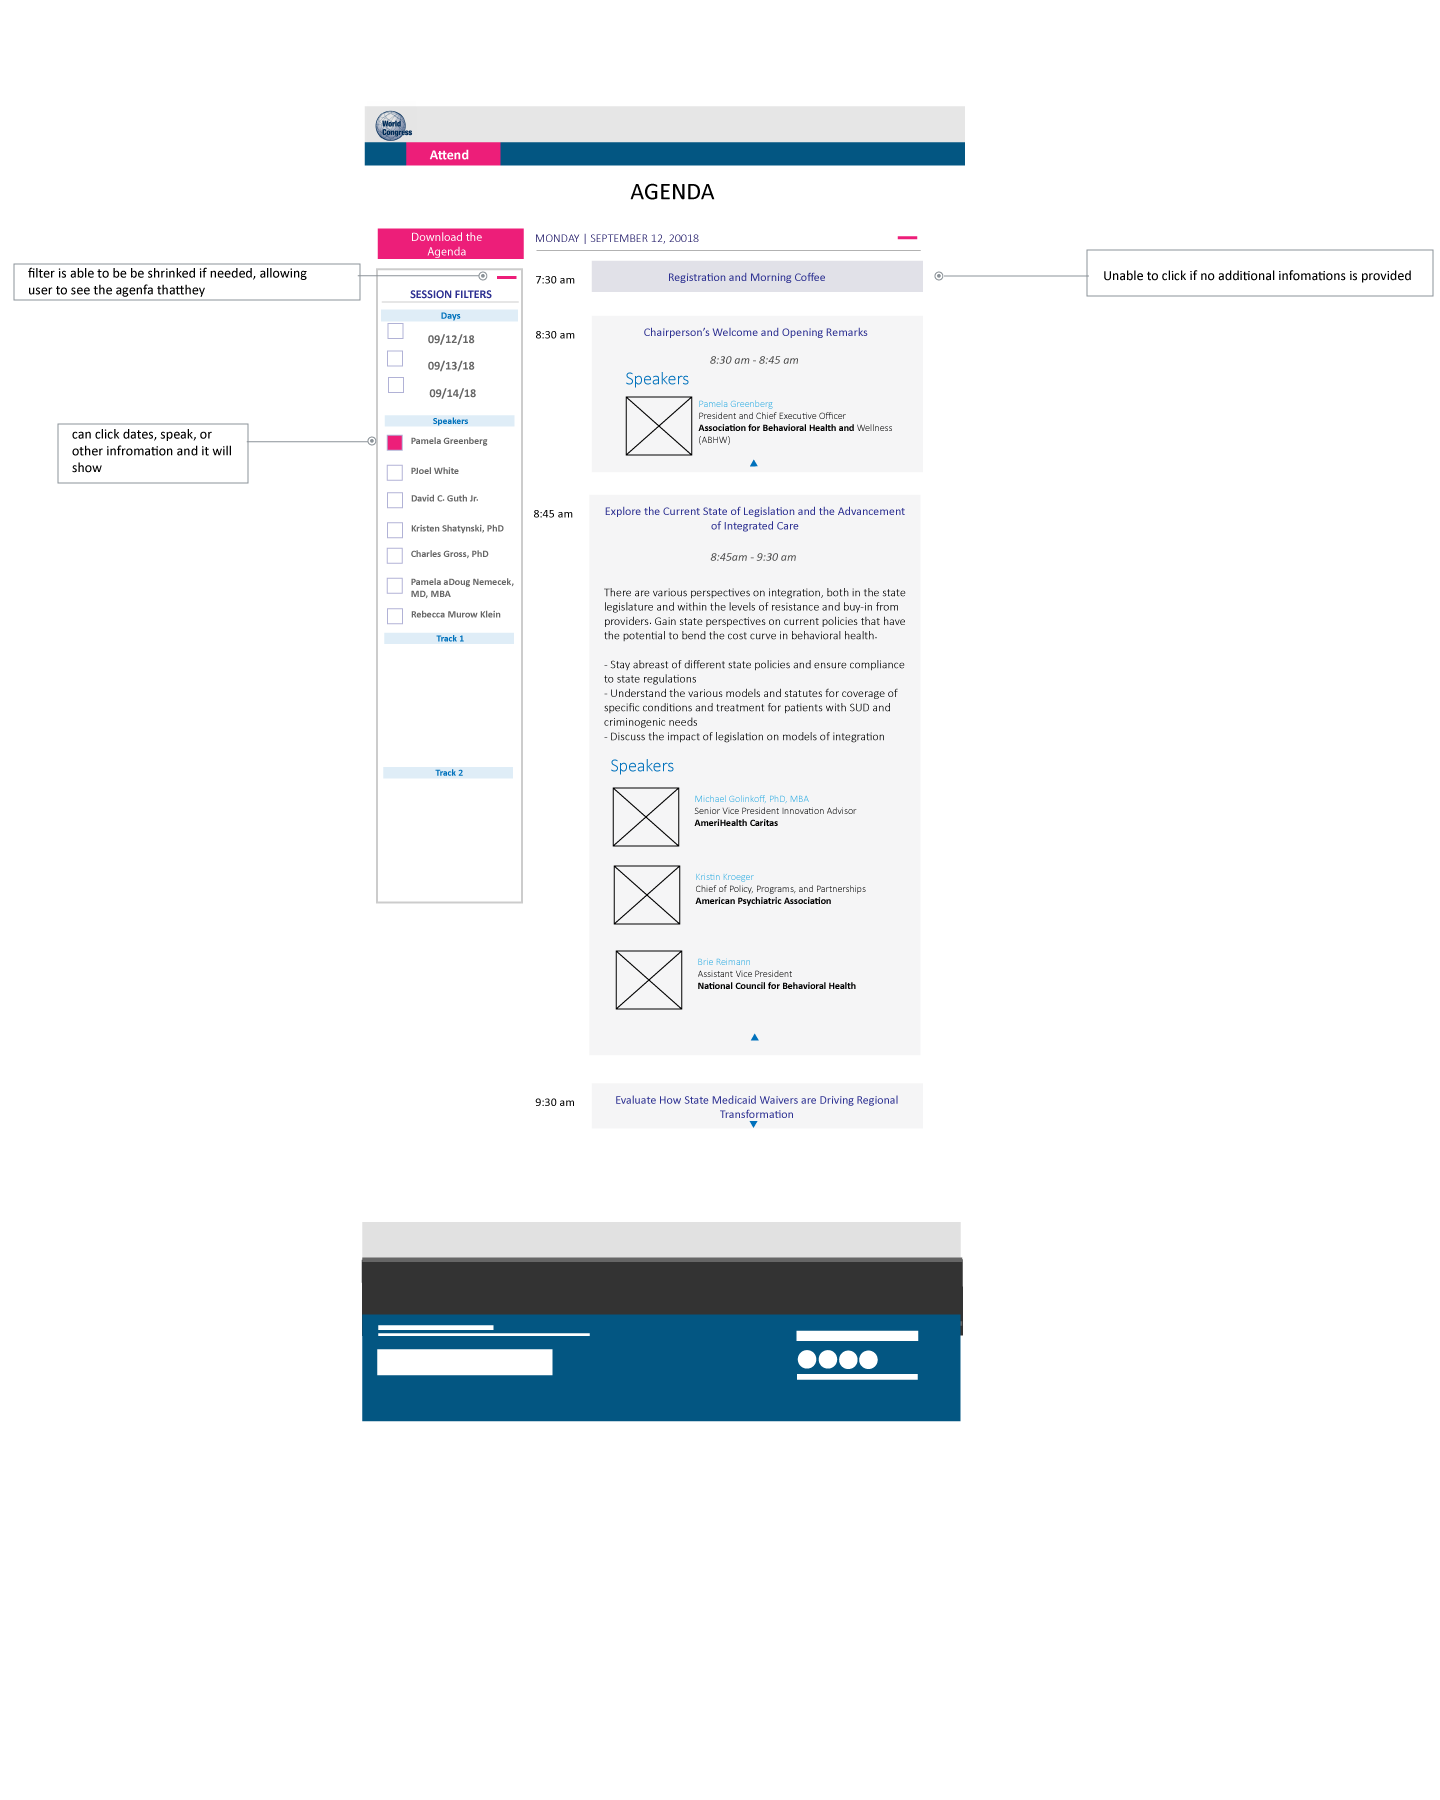 World
Congress
Attend
AGENDA
Download the
Agenda
MONDAY | SEPTEMBER 12, 20018
filter is able to be be shrinked if needed, allowing
user to see the agenfa thatthey
Unable to click if no additional infomations is provided
can click dates, speak, or
other infromation and it will
show
SESSION FILTERS
Days
09/12/18
09/13/18
09/14/18
Speakers
Pamela Greenberg
PJoel White
David C. Guth Jr.
Kristen Shatynski, PhD
Charles Gross, PhD
Pamela aDoug Nemecek,
MD, MBA
Rebecca Murow Klein
Track 1
Track 2
7:30 am
Registration and Morning Coffee
8:30 am
Chairperson's Welcome and Opening Remarks
8:30 am - 8:45 am
Speakers
Pamela Greenberg
President and Chief Executive Officer
Association for Behavioral Health and Wellness
(ABHW)
8:45 am
Explore the Current State of Legislation and the Advancement
of Integrated Care
8:45am - 9:30 am
There are various perspectives on integration, both in the state
legislature and within the levels of resistance and buy-in from
providers. Gain state perspectives on current policies that have
the potential to bend the cost curve in behavioral health.
- Stay abreast of different state policies and ensure compliance
to state regulations
- Understand the various models and statutes for coverage of
specific conditions and treatment for patients with SUD and
criminogenic needs
- Discuss the impact of legislation on models of integration
Speakers
Michael Golinkoff, PhD, MBA
Senior Vice President Innovation Advisor
AmeriHealth Caritas
Kristin Kroeger
Chief of Policy, Programs, and Partnerships
American Psychiatric Association
Brie Reimann
Assistant Vice President
National Council for Behavioral Health
9:30 am
Evaluate How State Medicaid Waivers are Driving Regional
Transformation